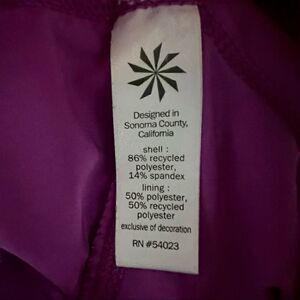 Designed in
Sonoma County,
California
shell :
86% recycled
polyester,
14% spandex
lining :
50% polyester,
50% recycled
polyester
exclusive of decoration
RN #54023